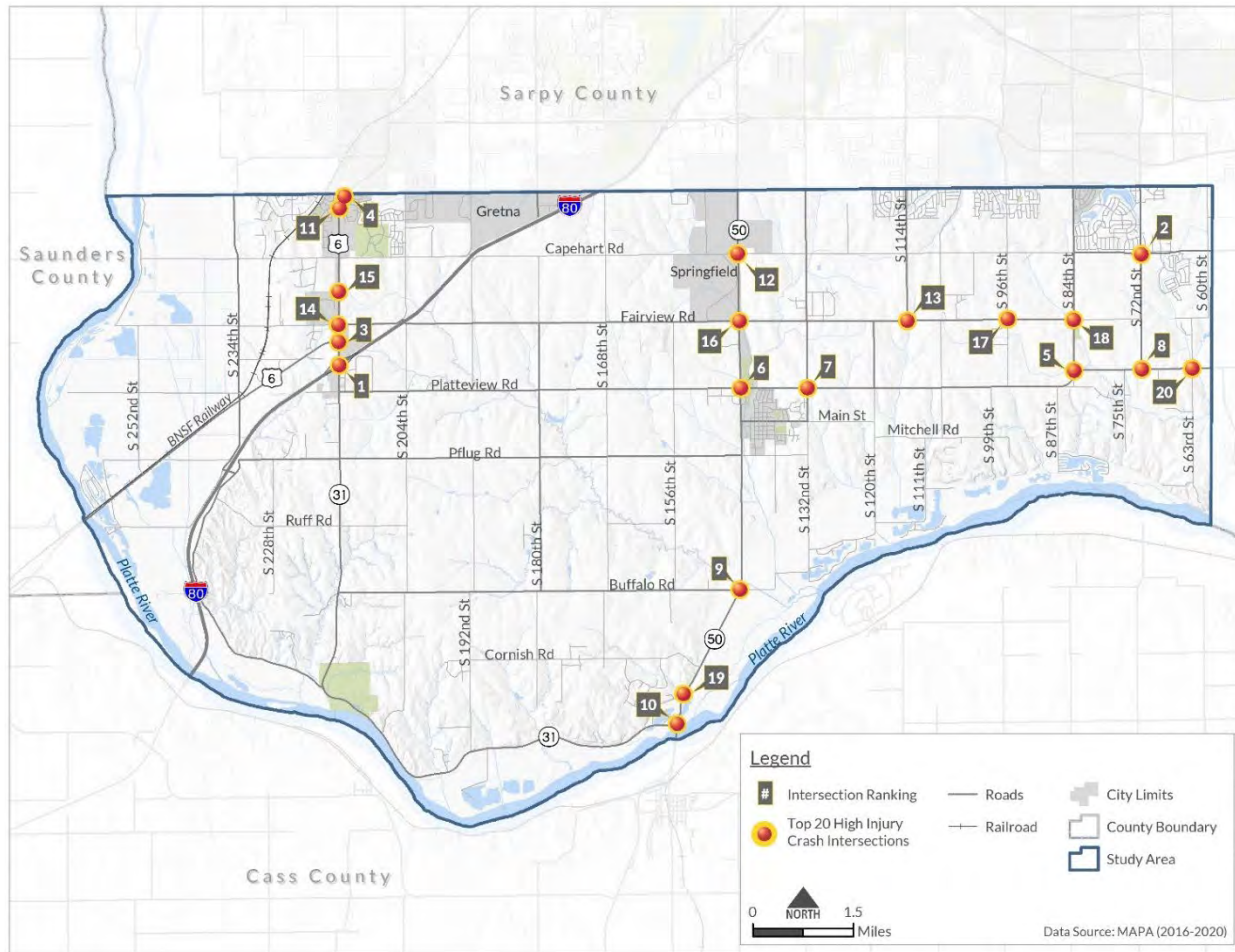 Sarpy County
Saunders
County
Gretna
80
4
11
6
Capehart Rd
50
Springfield
12
S 114th St
S 96th St
S 84th St
2
S 72nd St
S 60th St
15
14
3
S 234th St
6
1
Fairview Rd
16
13
17
18
5
8
20
S 252nd St
BNSF Railway
S 204th St
Platteview Rd
S 168th St
6
7
Main St
Mitchell Rd
S 99th St
S 87th St
S 75th St
S 63rd St
Pflug Rd
31
S 228th St
Ruff Rd
S 180th St
S 156th St
S 132nd St
S 120th St
S 111th St
Platte River
80
Buffalo Rd
9
50
Platte River
S 192nd St
Cornish Rd
19
10
31
Cass County
Legend
# Intersection Ranking
Top 20 High Injury
Crash Intersections
Roads
Railroad
City Limits
County Boundary
Study Area
0 NORTH 1.5
Miles
Data Source: MAPA (2016-2020)